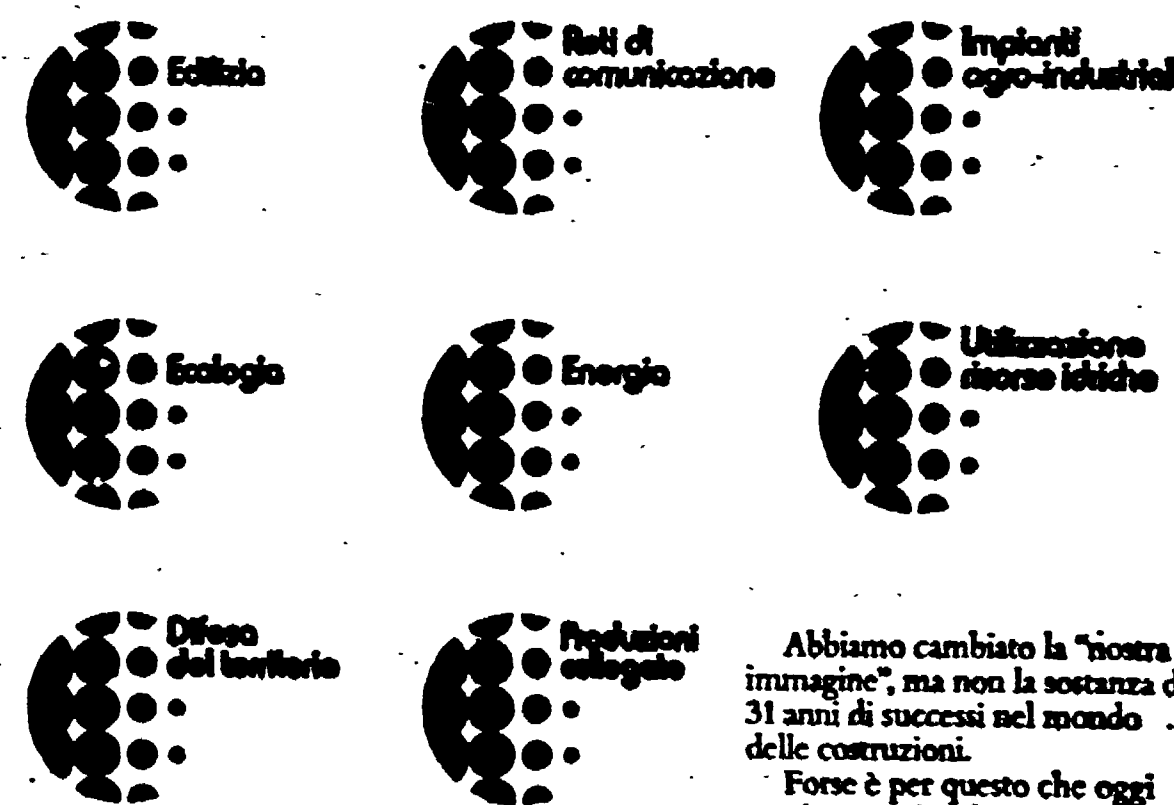 Edilizia
Reti di
comunicazione
Impianti
agro-industrial
Ecologia
Energia
Utilizzazione
risorse idriche
Difesa
del territorio
Produzioni
collegate
Abbiamo cambiato la "nostra
immagine", ma non la sostanza d
31 anni di successi nel mondo
delle costruzioni.
Forse è per questo che oggi